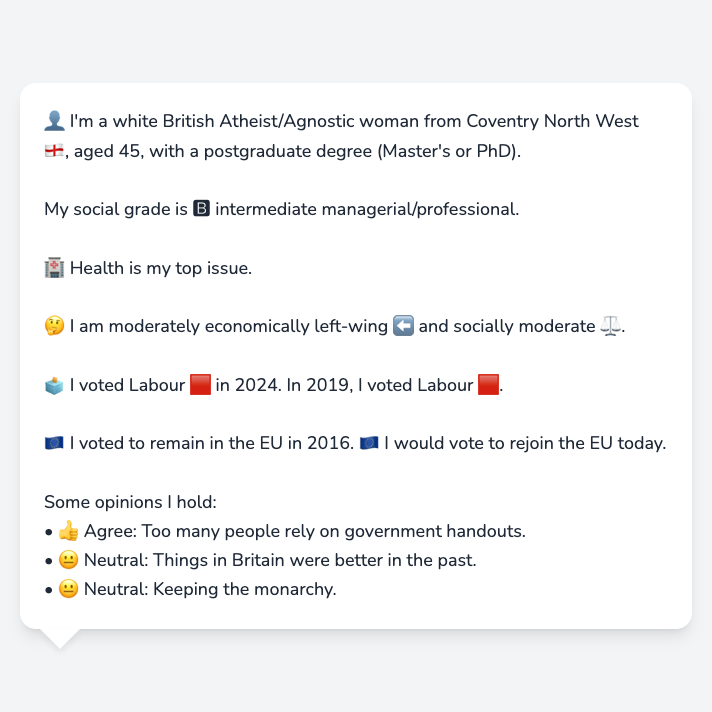 👤 I'm a white British Atheist/Agnostic woman from Coventry North West
🏴󠁧󠁢󠁥󠁮󠁧󠁿, aged 45, with a postgraduate degree (Master's or PhD).
My social grade is 🅱 intermediate managerial/professional.
🏥 Health is my top issue.
🤔 I am moderately economically left-wing ⬅️ and socially moderate ⚖️.
🗳️ I voted Labour 🟥 in 2024. In 2019, I voted Labour 🟥.
🇪🇺 I voted to remain in the EU in 2016. 🇪🇺 I would vote to rejoin the EU today.
Some opinions I hold:
• 👍 Agree: Too many people rely on government handouts.
• 😐 Neutral: Things in Britain were better in the past.
• 😐 Neutral: Keeping the monarchy.